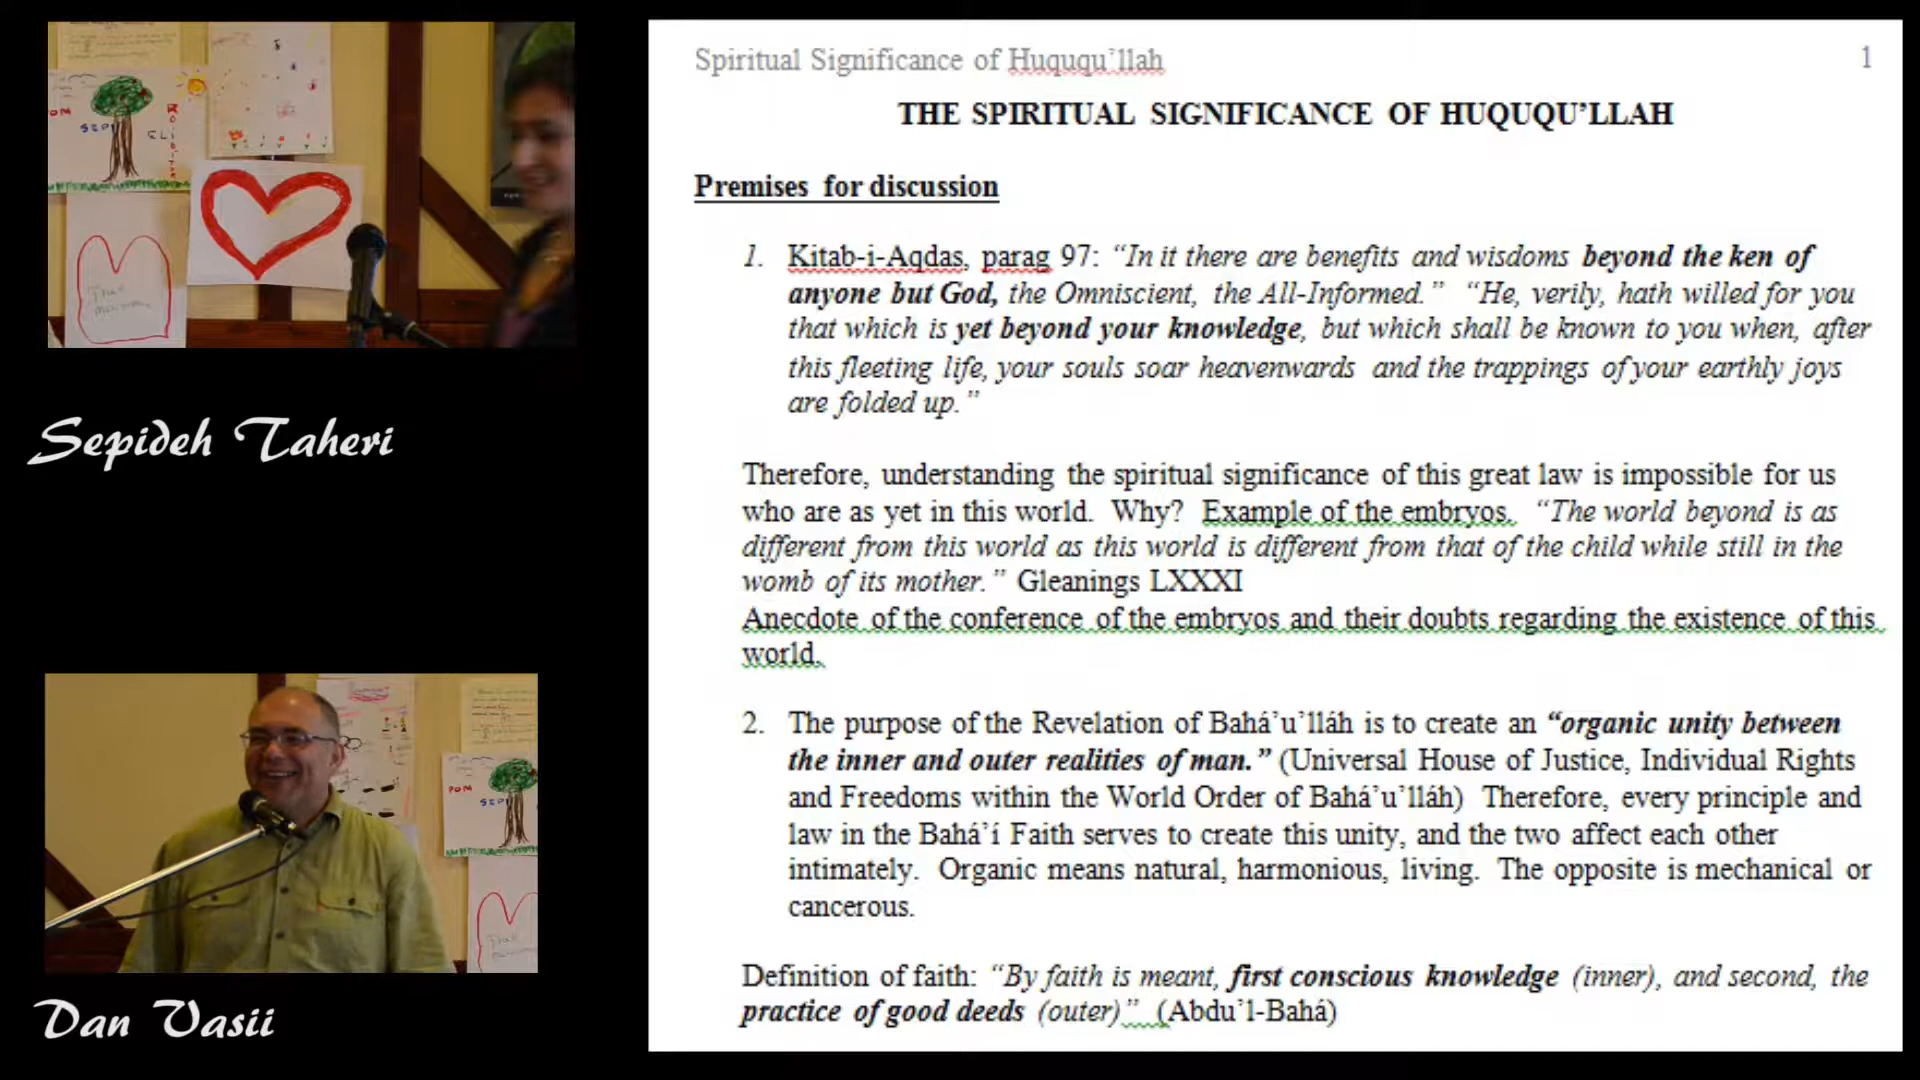 POM
SEPI
ELI
Sepideh Taheri
POM
SEPI
Dan Vasii
Spiritual Significance of Huququ’llah 1
THE SPIRITUAL SIGNIFICANCE OF HUQUQU’LLAH
Premises for discussion
1. Kitab-i-Aqdas, parag 97: “In it there are benefits and wisdoms beyond the ken of
anyone but God, the Omniscient, the All-Informed.” “He, verily, hath willed for you
that which is yet beyond your knowledge, but which shall be known to you when, after
this fleeting life, your souls soar heavenwards and the trappings of your earthly joys
are folded up.”
Therefore, understanding the spiritual significance of this great law is impossible for us
who are as yet in this world. Why? Example of the embryos. “The world beyond is as
different from this world as this world is different from that of the child while still in the
womb of its mother.” Gleanings LXXXI
Anecdote of the conference of the embryos and their doubts regarding the existence of this
world.
2. The purpose of the Revelation of Bahá’u’lláh is to create an “organic unity between
the inner and outer realities of man.” (Universal House of Justice, Individual Rights
and Freedoms within the World Order of Bahá’u’lláh) Therefore, every principle and
law in the Bahá’í Faith serves to create this unity, and the two affect each other
intimately. Organic means natural, harmonious, living. The opposite is mechanical or
cancerous.
Definition of faith: “By faith is meant, first conscious knowledge (inner), and second, the
practice of good deeds (outer)” (Abdu’l-Bahá)